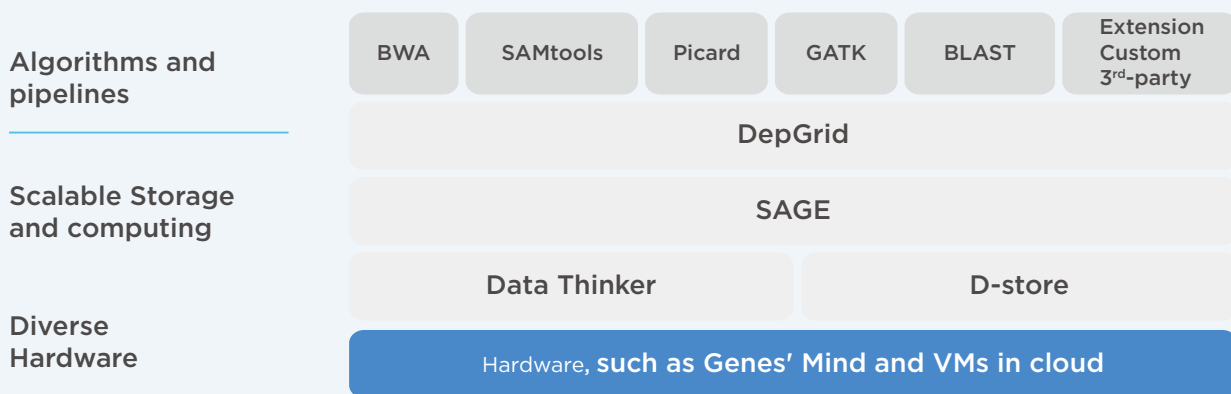 Algorithms and
pipelines
BWA
SAMtools
Picard
GATK
BLAST
Extension
Custom
3rd-party
DepGrid
Scalable Storage
and computing
SAGE
Data Thinker
D-store
Diverse
Hardware
Hardware, such as Genes' Mind and VMs in cloud